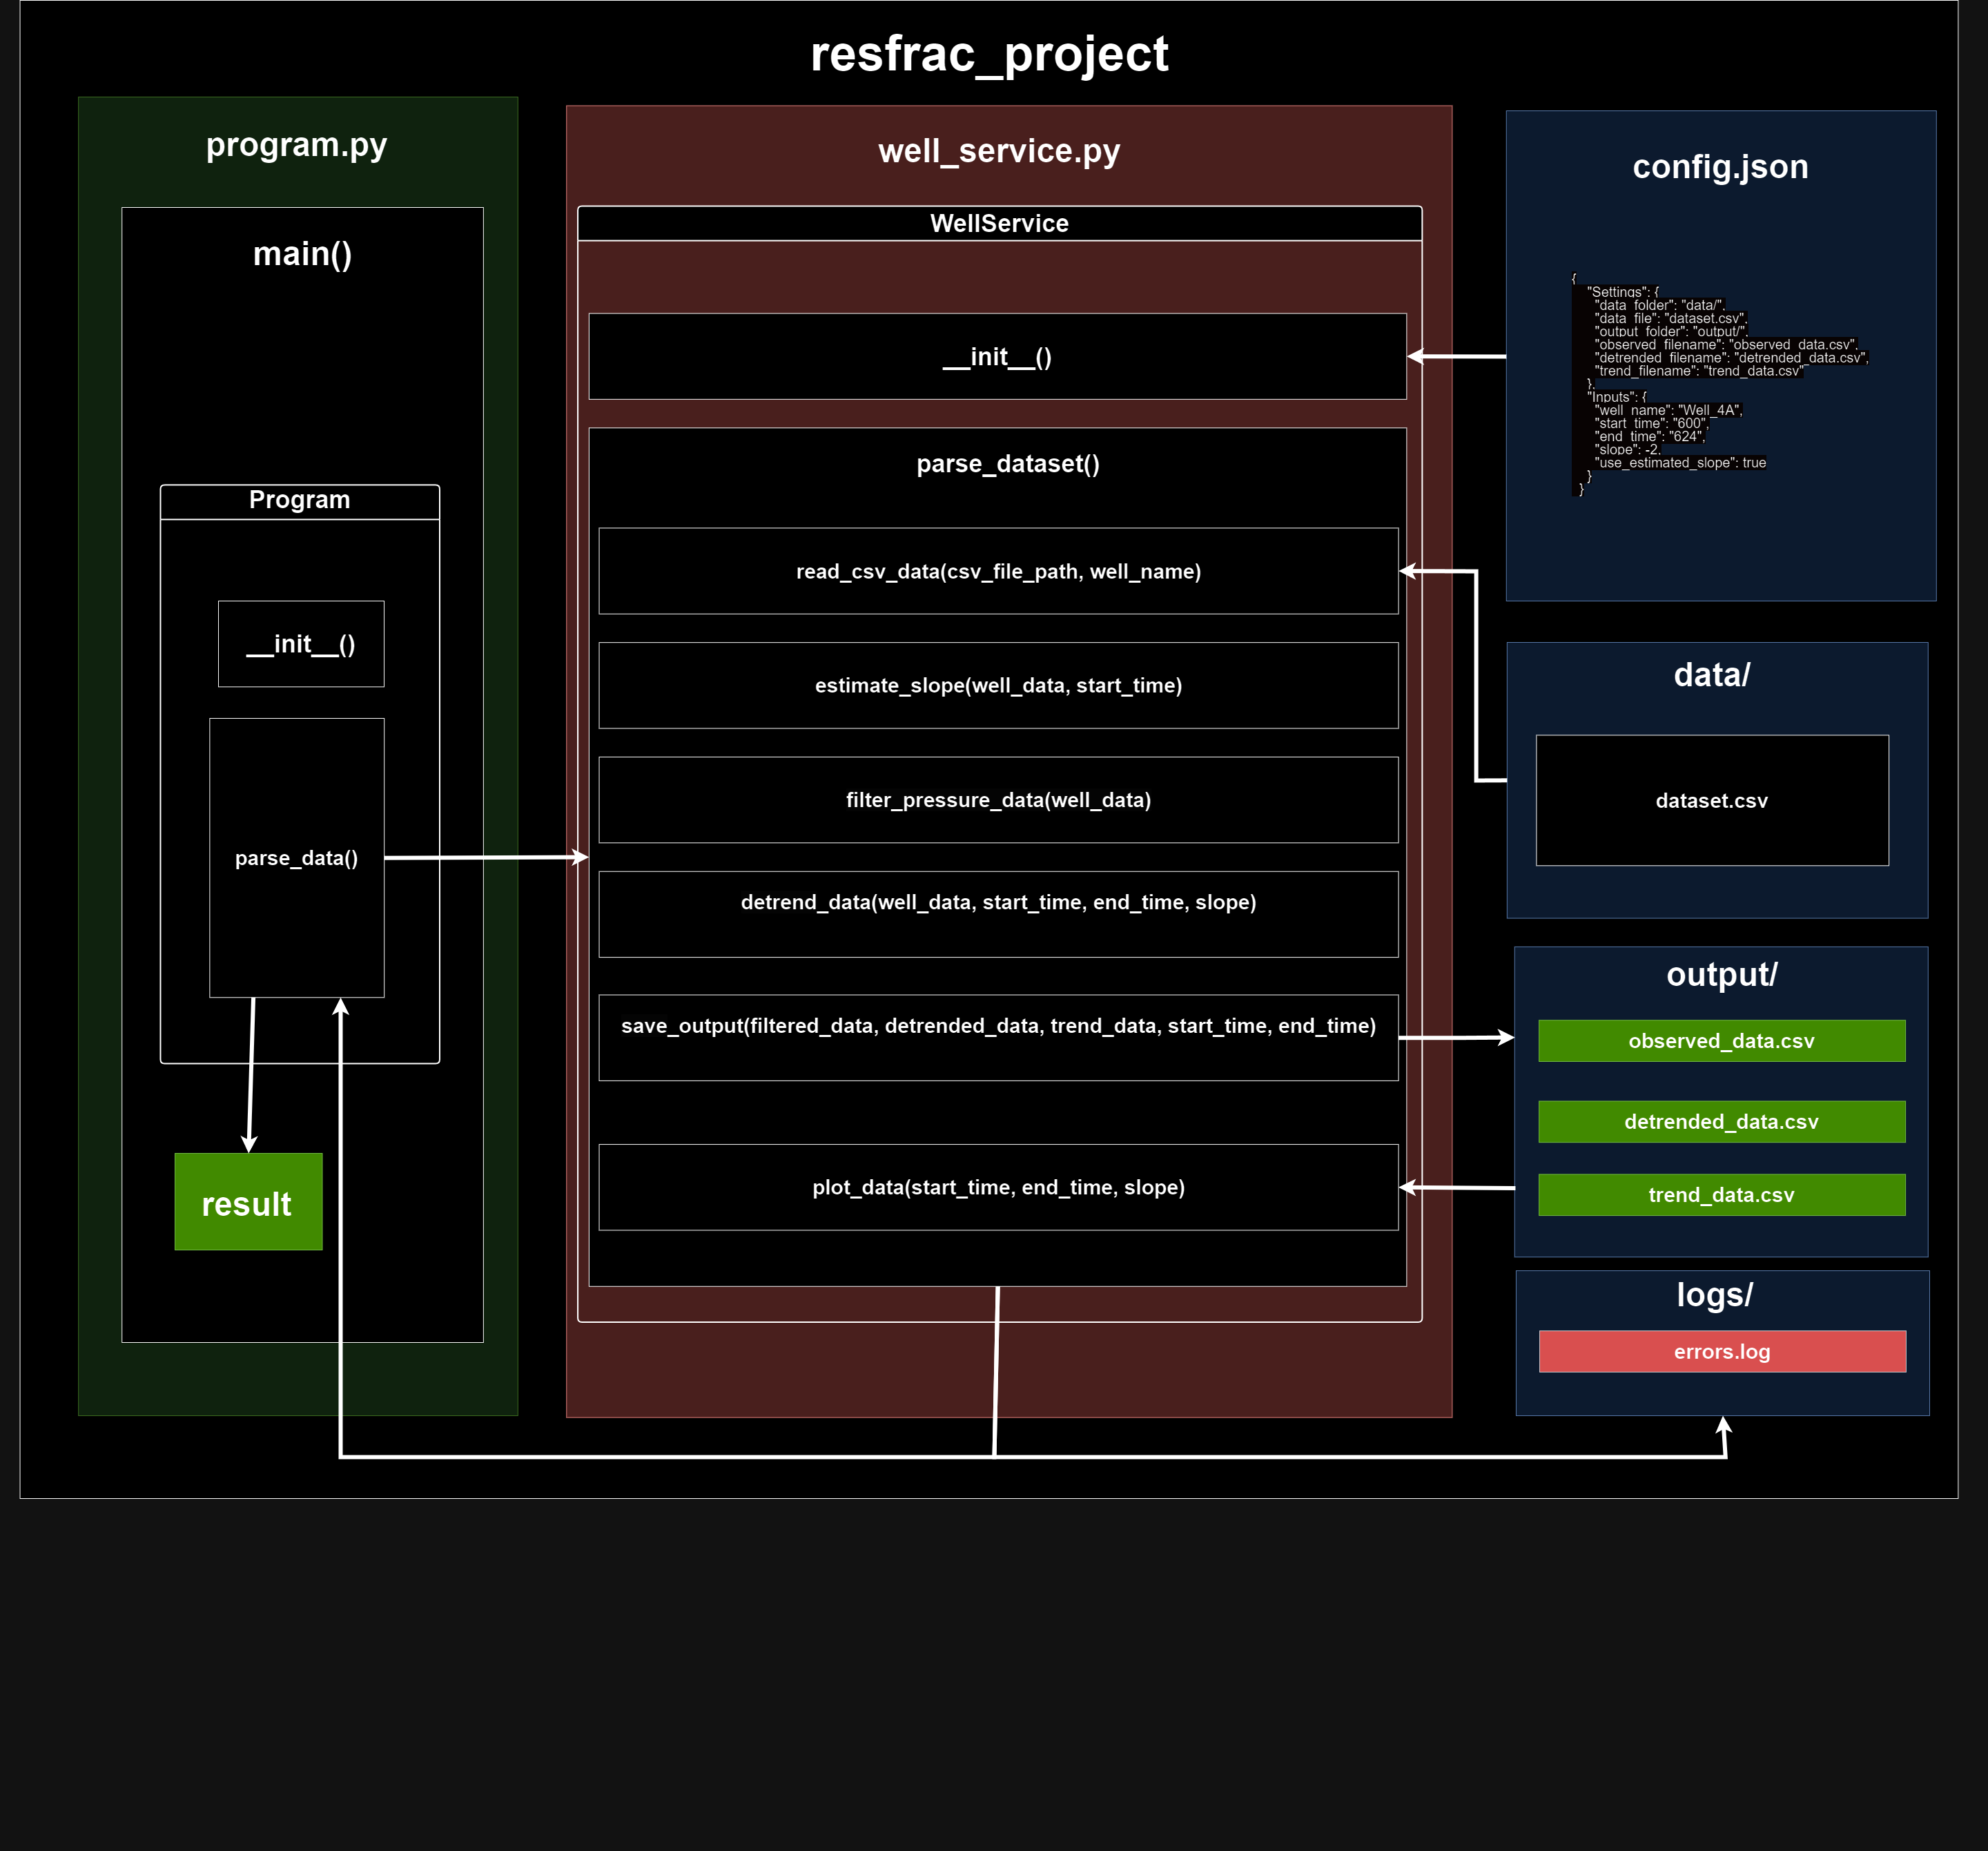 resfrac_project
program.py
main()
Program
__init__()
parse_data()
result
well_service.py
WellService
__init__()
parse_dataset()
read_csv_data(csv_file_path, well_name)
estimate_slope(well_data, start_time)
filter_pressure_data(well_data)
detrend_data(well_data, start_time, end_time, slope)
save_output(filtered_data, detrended_data, trend_data, start_time, end_time)
plot_data(start_time, end_time, slope)
config.json
{
"Settings": {
"data_folder": "data/",
"data_file": "dataset.csv",
"output_folder": "output/",
"observed_filename": "observed_data.csv",
"detrended_filename": "detrended_data.csv",
"trend_filename": "trend_data.csv"
},
"Inputs": {
"well_name": "Well_4A",
"start_time": "600",
"end_time": "624",
"slope": -2,
"use_estimated_slope": true
}
}
data/
dataset.csv
output/
observed_data.csv
detrended_data.csv
trend_data.csv
logs/
errors.log